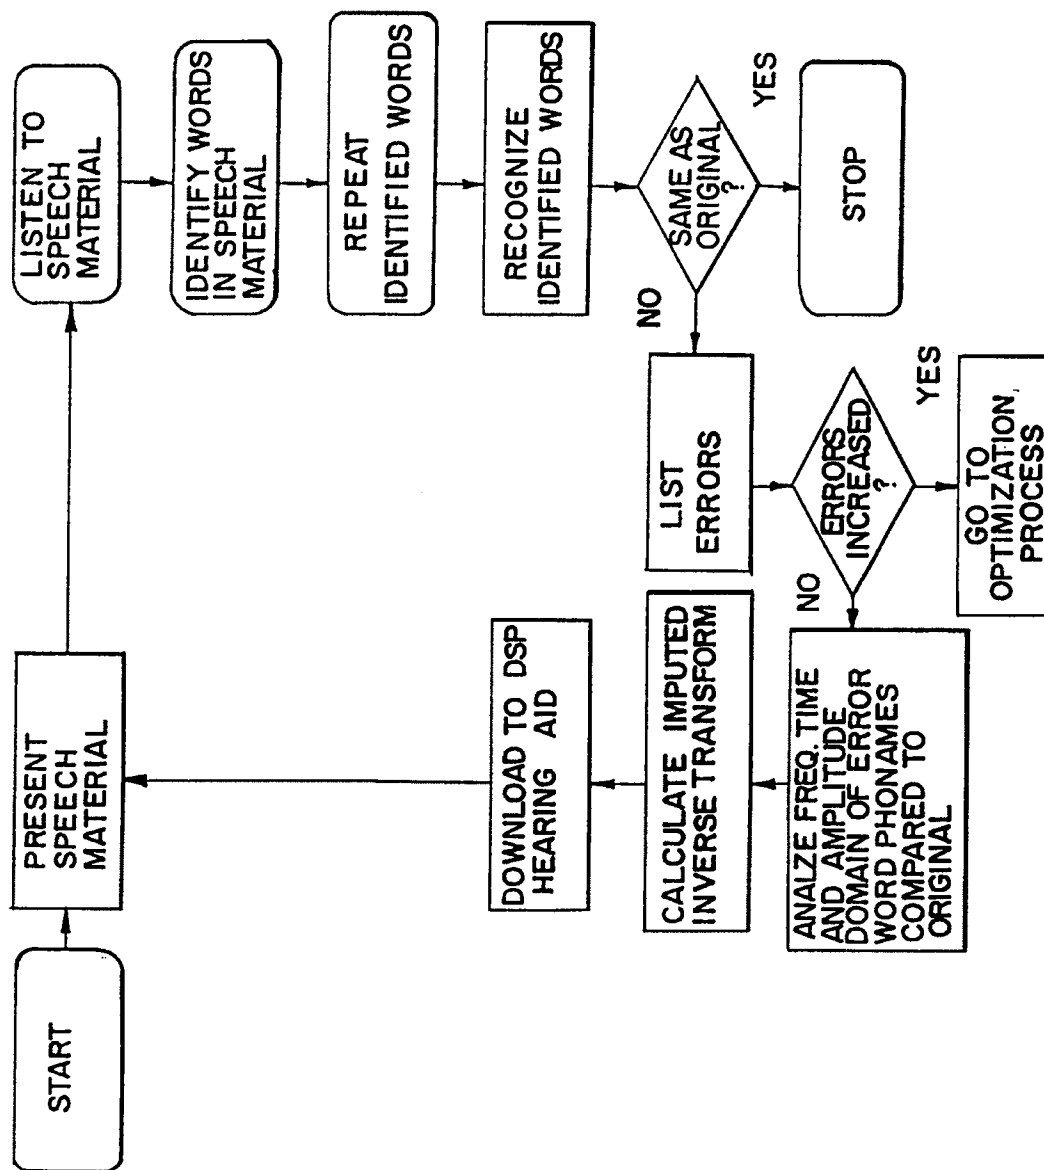 START
PRESENT
SPEECH
MATERIAL
LISTEN TO
SPEECH
MATERIAL
IDENTIFY WORDS
IN SPEECH
MATERIAL
REPEAT
IDENTIFIED WORDS
RECOGNIZE
IDENTIFIED WORDS
SAME AS
ORIGINAL
?
YES
STOP
NO
LIST
ERRORS
ERRORS
INCREASED
?
YES
GO TO
OPTIMIZATION
PROCESS
NO
ANALZE FREQ. TIME
AND AMPLITUDE
DOMAIN OF ERROR
WORD PHONAMES
COMPARED TO
ORIGINAL
CALCULATE IMPUTED
INVERSE TRANSFORM
DOWNLOAD TO DSP
HEARING AID